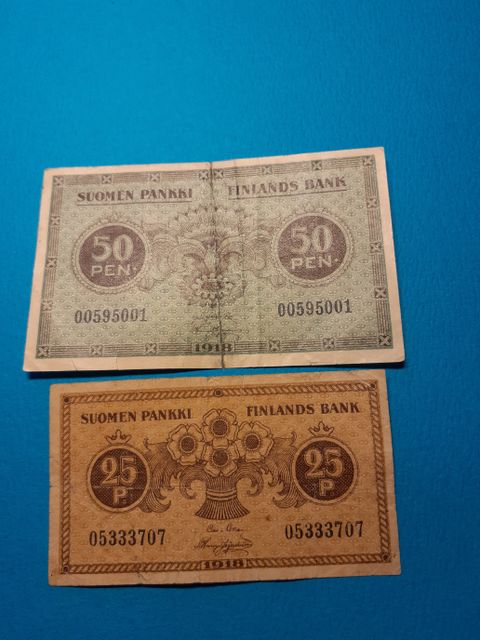 SUOMEN PANKKI FINLANDS BANK
50 50
PEN. PEN.
00595001 00595001
1918
SUOMEN PANKKI FINLANDS BANK
25 25
P. P.
05333707 05333707
1918